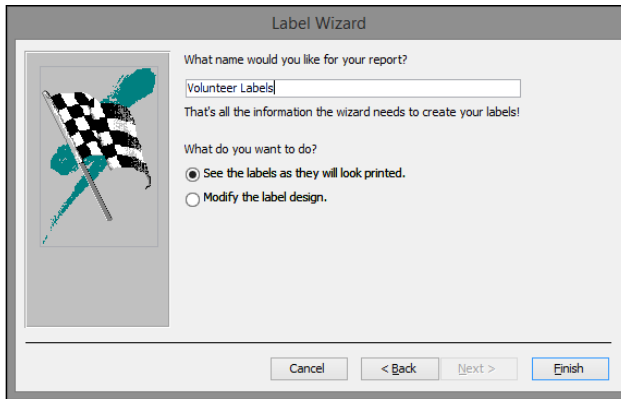 Label Wizard
What name would you like for your report?
Volunteer Labels
That's all the information the wizard needs to create your labels!
What do you want to do?
See the labels as they will look printed.
Modify the label design.
Cancel < Back Next > Finish